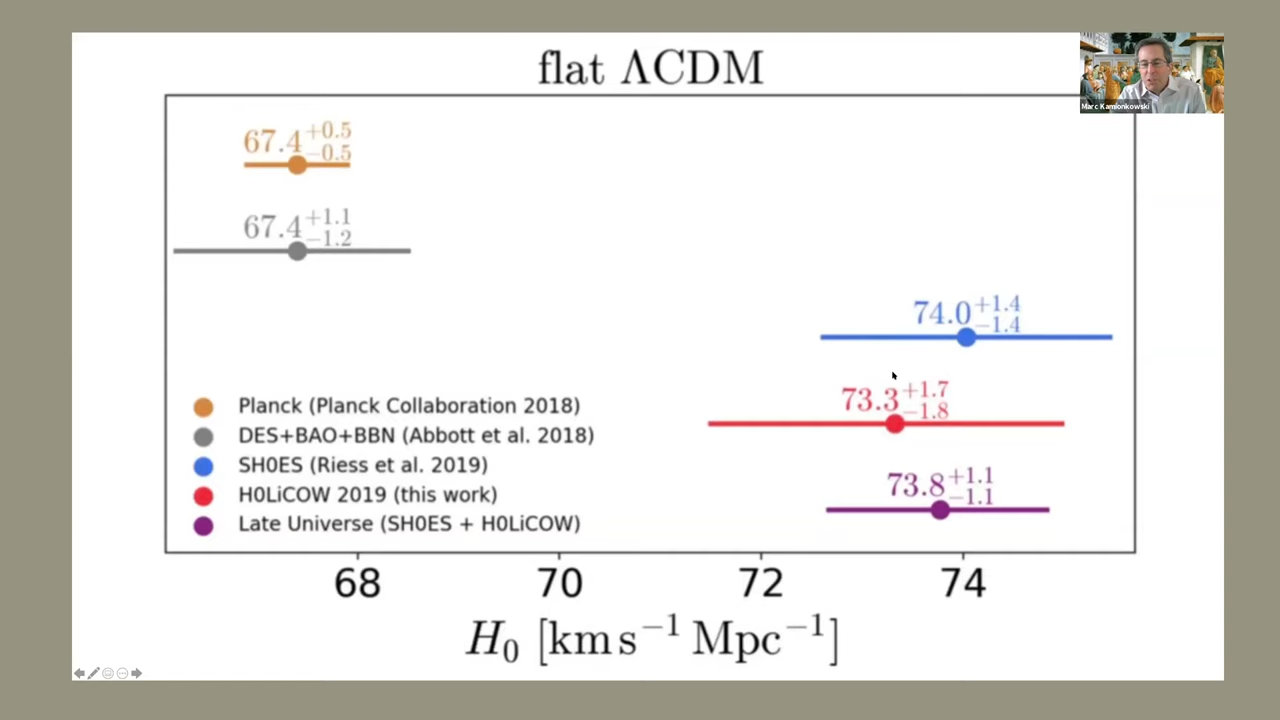 flat ΛCDM
Marc Kamionkowski
67.4 +0.5 −0.5
67.4 +1.1 −1.2
74.0 +1.4 −1.4
73.3 +1.7 −1.8
73.8 +1.1 −1.1
Planck (Planck Collaboration 2018)
DES+BAO+BBN (Abbott et al. 2018)
SH0ES (Riess et al. 2019)
H0LiCOW 2019 (this work)
Late Universe (SH0ES + H0LiCOW)
68 70 72 74
H₀ [km s⁻¹ Mpc⁻¹]